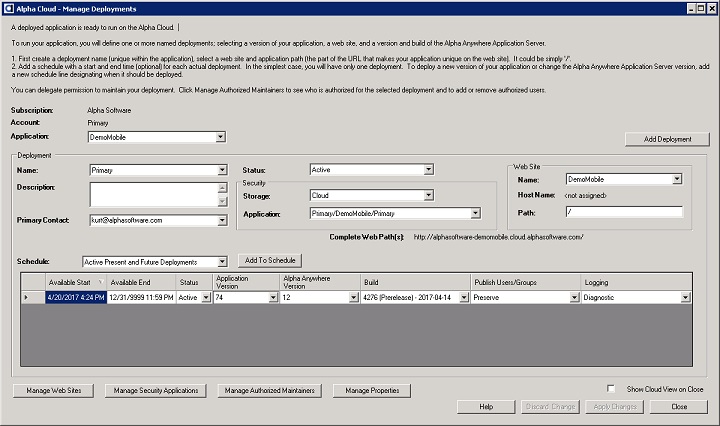 Alpha Cloud - Manage Deployments
A deployed application is ready to run on the Alpha Cloud.
To run your application, you will define one or more named deployments; selecting a version of your application, a web site, and a version and build of the Alpha Anywhere Application Server.
1. First create a deployment name (unique within the application), select a web site and application path (the part of the URL that makes your application unique on the web site). It could be simply "/".
2. Add a schedule with a start and end time (optional) for each actual deployment. In the simplest case, you will have only one deployment. To deploy a new version of your application or change the Alpha Anywhere Application Server version, add
a new schedule line designating when it should be deployed.
You can delegate permission to maintain your deployment. Click Manage Authorized Maintainers to see who is authorized for the selected deployment and to add or remove authorized users.
Subscription: Alpha Software
Account: Primary
Application: DemoMobile
Add Deployment
Deployment
Name: Primary
Description:
Primary Contact: kurt@alphasoftware.com
Status: Active
Security
Storage: Cloud
Application: Primary/DemoMobile/Primary
Web Site
Name: DemoMobile
Host Name: <not assigned>
Path: /
Complete Web Path(s): http://alphasoftware-demomobile.cloud.alphasoftware.com/
Schedule: Active Present and Future Deployments Add To Schedule
Available Start Available End Status Application Version Alpha Anywhere Version Build Publish Users/Groups Logging
4/20/2017 4:24 PM 12/31/9999 11:59 PM Active 74 12 4276 (Prerelease) - 2017-04-14 Preserve Diagnostic
Manage Web Sites Manage Security Applications Manage Authorized Maintainers Manage Properties
Show Cloud View on Close
Help Discard Change Apply Changes Close